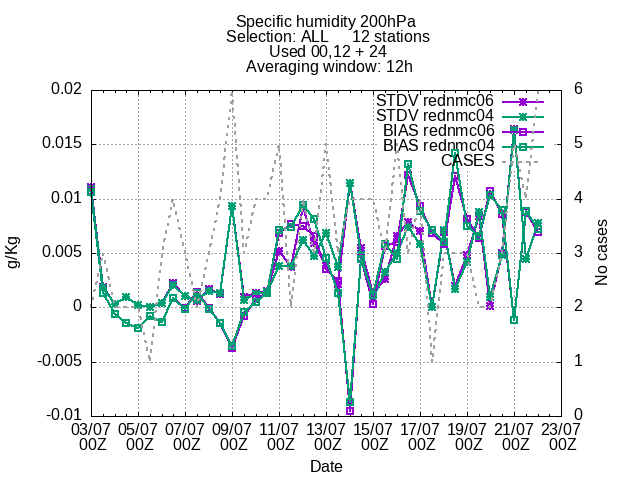 Specific humidity 200hPa
Selection: ALL 12 stations
Used 00,12 + 24
Averaging window: 12h
STDV rednmc06
STDV rednmc04
BIAS rednmc06
BIAS rednmc04
CASES
0.02
0.015
0.01
0.005
0
-0.005
-0.01
g/Kg
6
5
4
3
2
1
0
No cases
03/07 05/07 07/07 09/07 11/07 13/07 15/07 17/07 19/07 21/07 23/07
00Z 00Z 00Z 00Z 00Z 00Z 00Z 00Z 00Z 00Z 00Z
Date